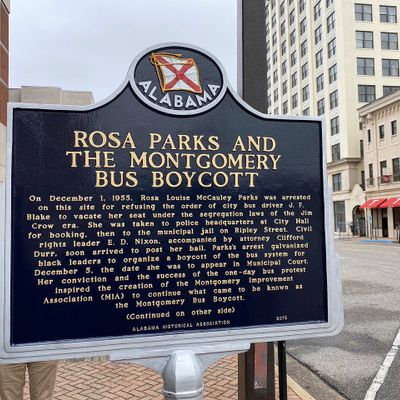 ALABAMA
ROSA PARKS AND
THE MONTGOMERY
BUS BOYCOTT
On December 1, 1955, Rosa Louise McCauley Parks was arrested
on this site for refusing the order of city bus driver J. F.
Blake to vacate her seat under the segregation laws of the Jim
Crow era. She was taken to police headquarters at City Hall
for booking, then to the municipal jail on Ripley Street. Civil
rights leader E. D. Nixon, accompanied by attorney Clifford
Durr, soon arrived to post her bail. Parks's arrest galvanized
black leaders to organize a boycott of the bus system for
December 5, the date she was to appear in Municipal Court.
Her conviction and the success of the one-day bus protest
inspired the creation of the Montgomery Improvement
Association (MIA) to continue what came to be known as
the Montgomery Bus Boycott.
(Continued on other side)
ALABAMA HISTORICAL ASSOCIATION